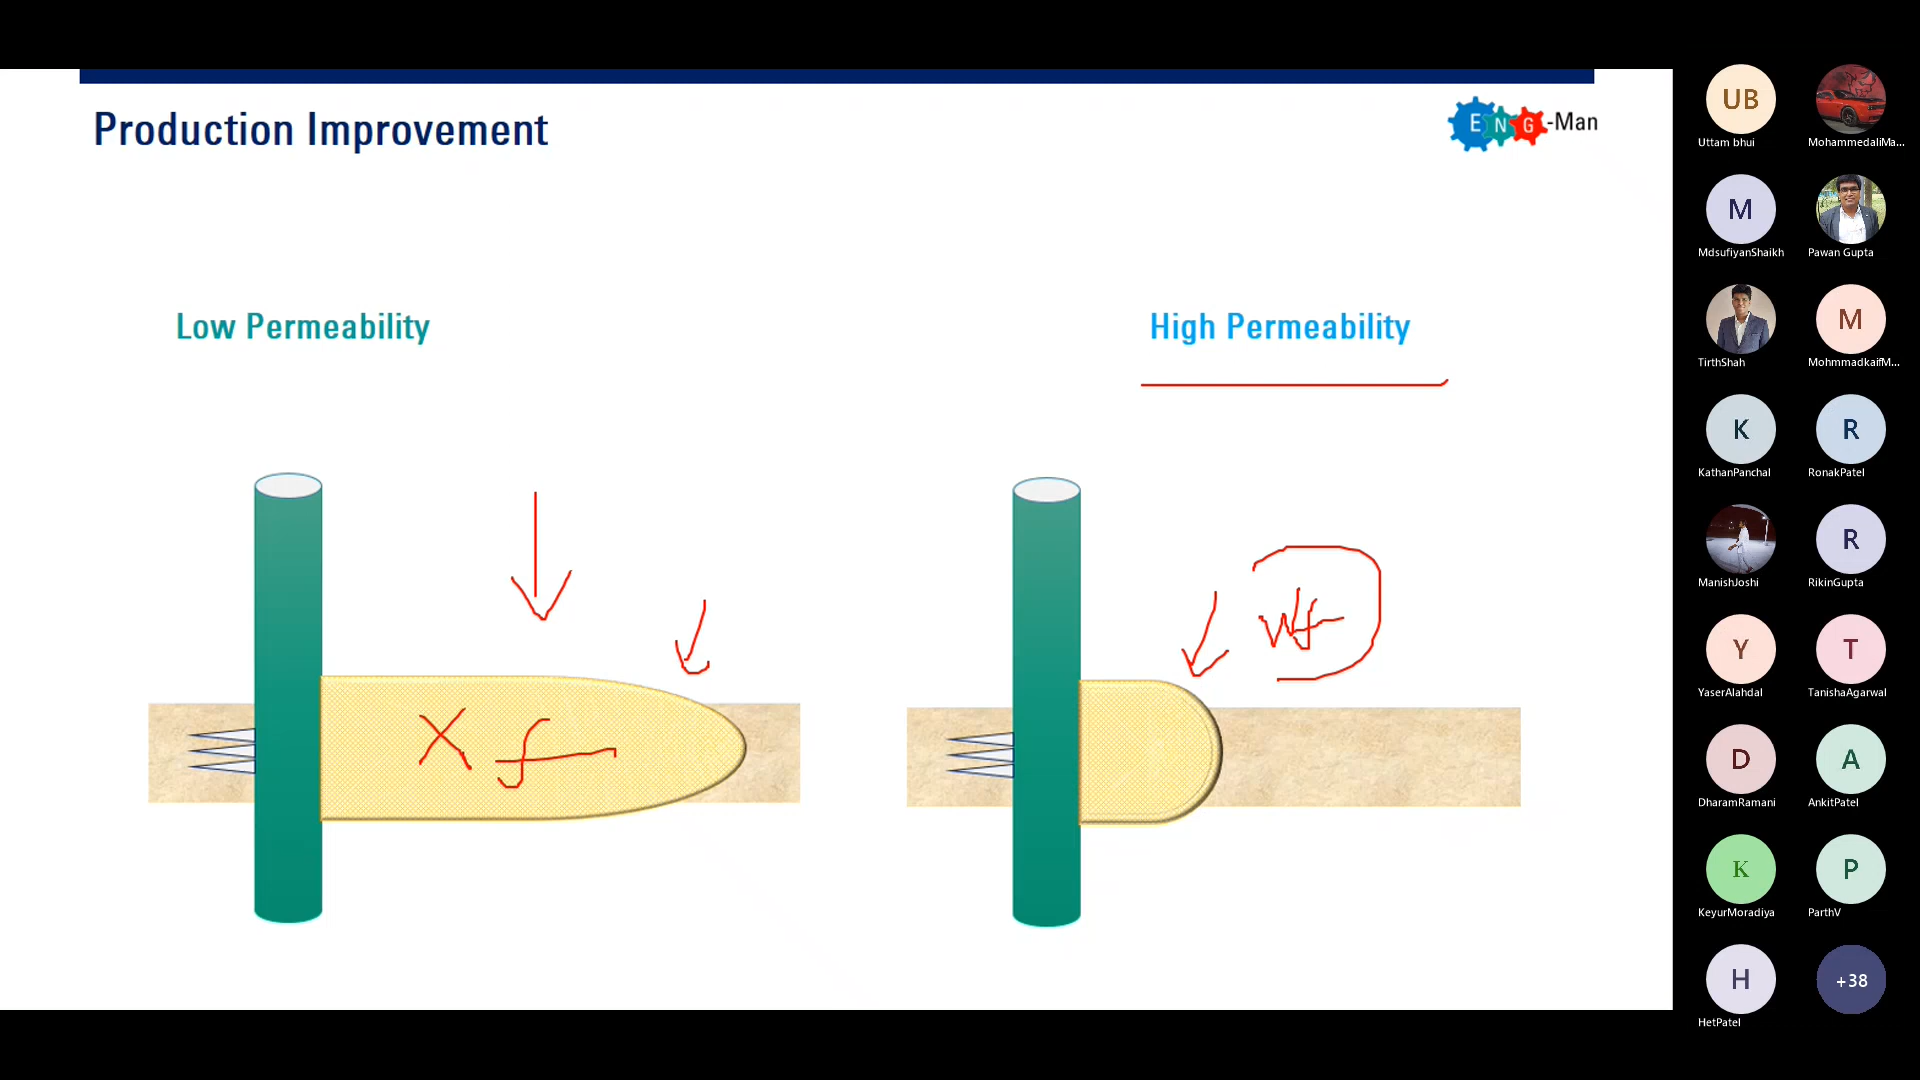 Production Improvement
ENG-Man
Low Permeability
High Permeability
Xf
Wf
UB
Uttam bhui
MohammedaliMa...
M
MdsufiyanShaikh
Pawan Gupta
TirthShah
M
MohmmadkaifM...
K
KathanPanchal
R
RonakPatel
ManishJoshi
R
RikinGupta
Y
YaserAlahdal
T
TanishaAgarwal
D
DharamRamani
A
AnkitPatel
K
KeyurMoradiya
P
ParthV
H
HetPatel
+38